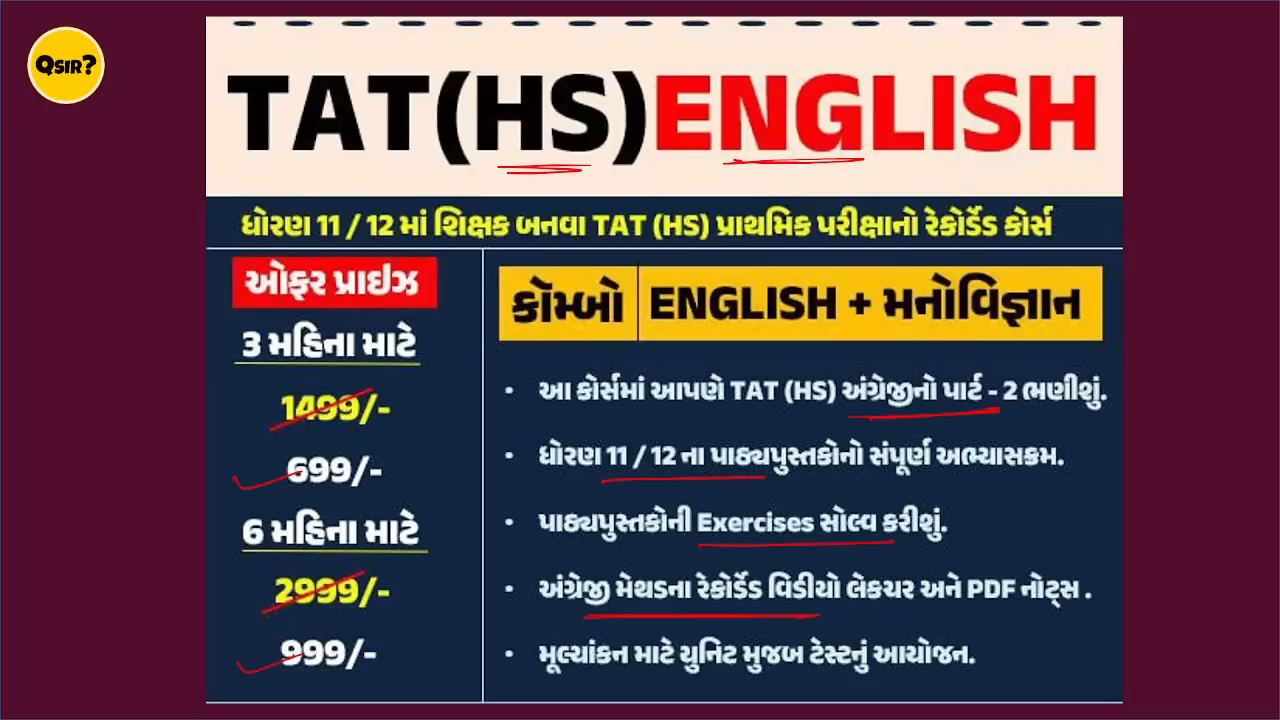 QSIR?
TAT(HS)ENGLISH
ધોરણ 11 / 12 માં શિક્ષક બનવા TAT (HS) પ્રાથમિક પરીક્ષાનો રેકોર્ડેડ કોર્સ
ઓફર પ્રાઇઝ
3 મહિના માટે
1499/-
699/-
6 મહિના માટે
2999/-
999/-
કોમ્બો ENGLISH + મનોવિજ્ઞાન
• આ કોર્સમાં આપણે TAT (HS) અંગ્રેજીનો પાર્ટ - 2 ભણીશું.
• ધોરણ 11 / 12 ના પાઠ્યપુસ્તકોનો સંપૂર્ણ અભ્યાસક્રમ.
• પાઠ્યપુસ્તકોની Exercises સોલ્વ કરીશું.
• અંગ્રેજી મેથડના રેકોર્ડેડ વિડીયો લેકચર અને PDF નોટ્સ .
• મૂલ્યાંકન માટે યુનિટ મુજબ ટેસ્ટનું આયોજન.